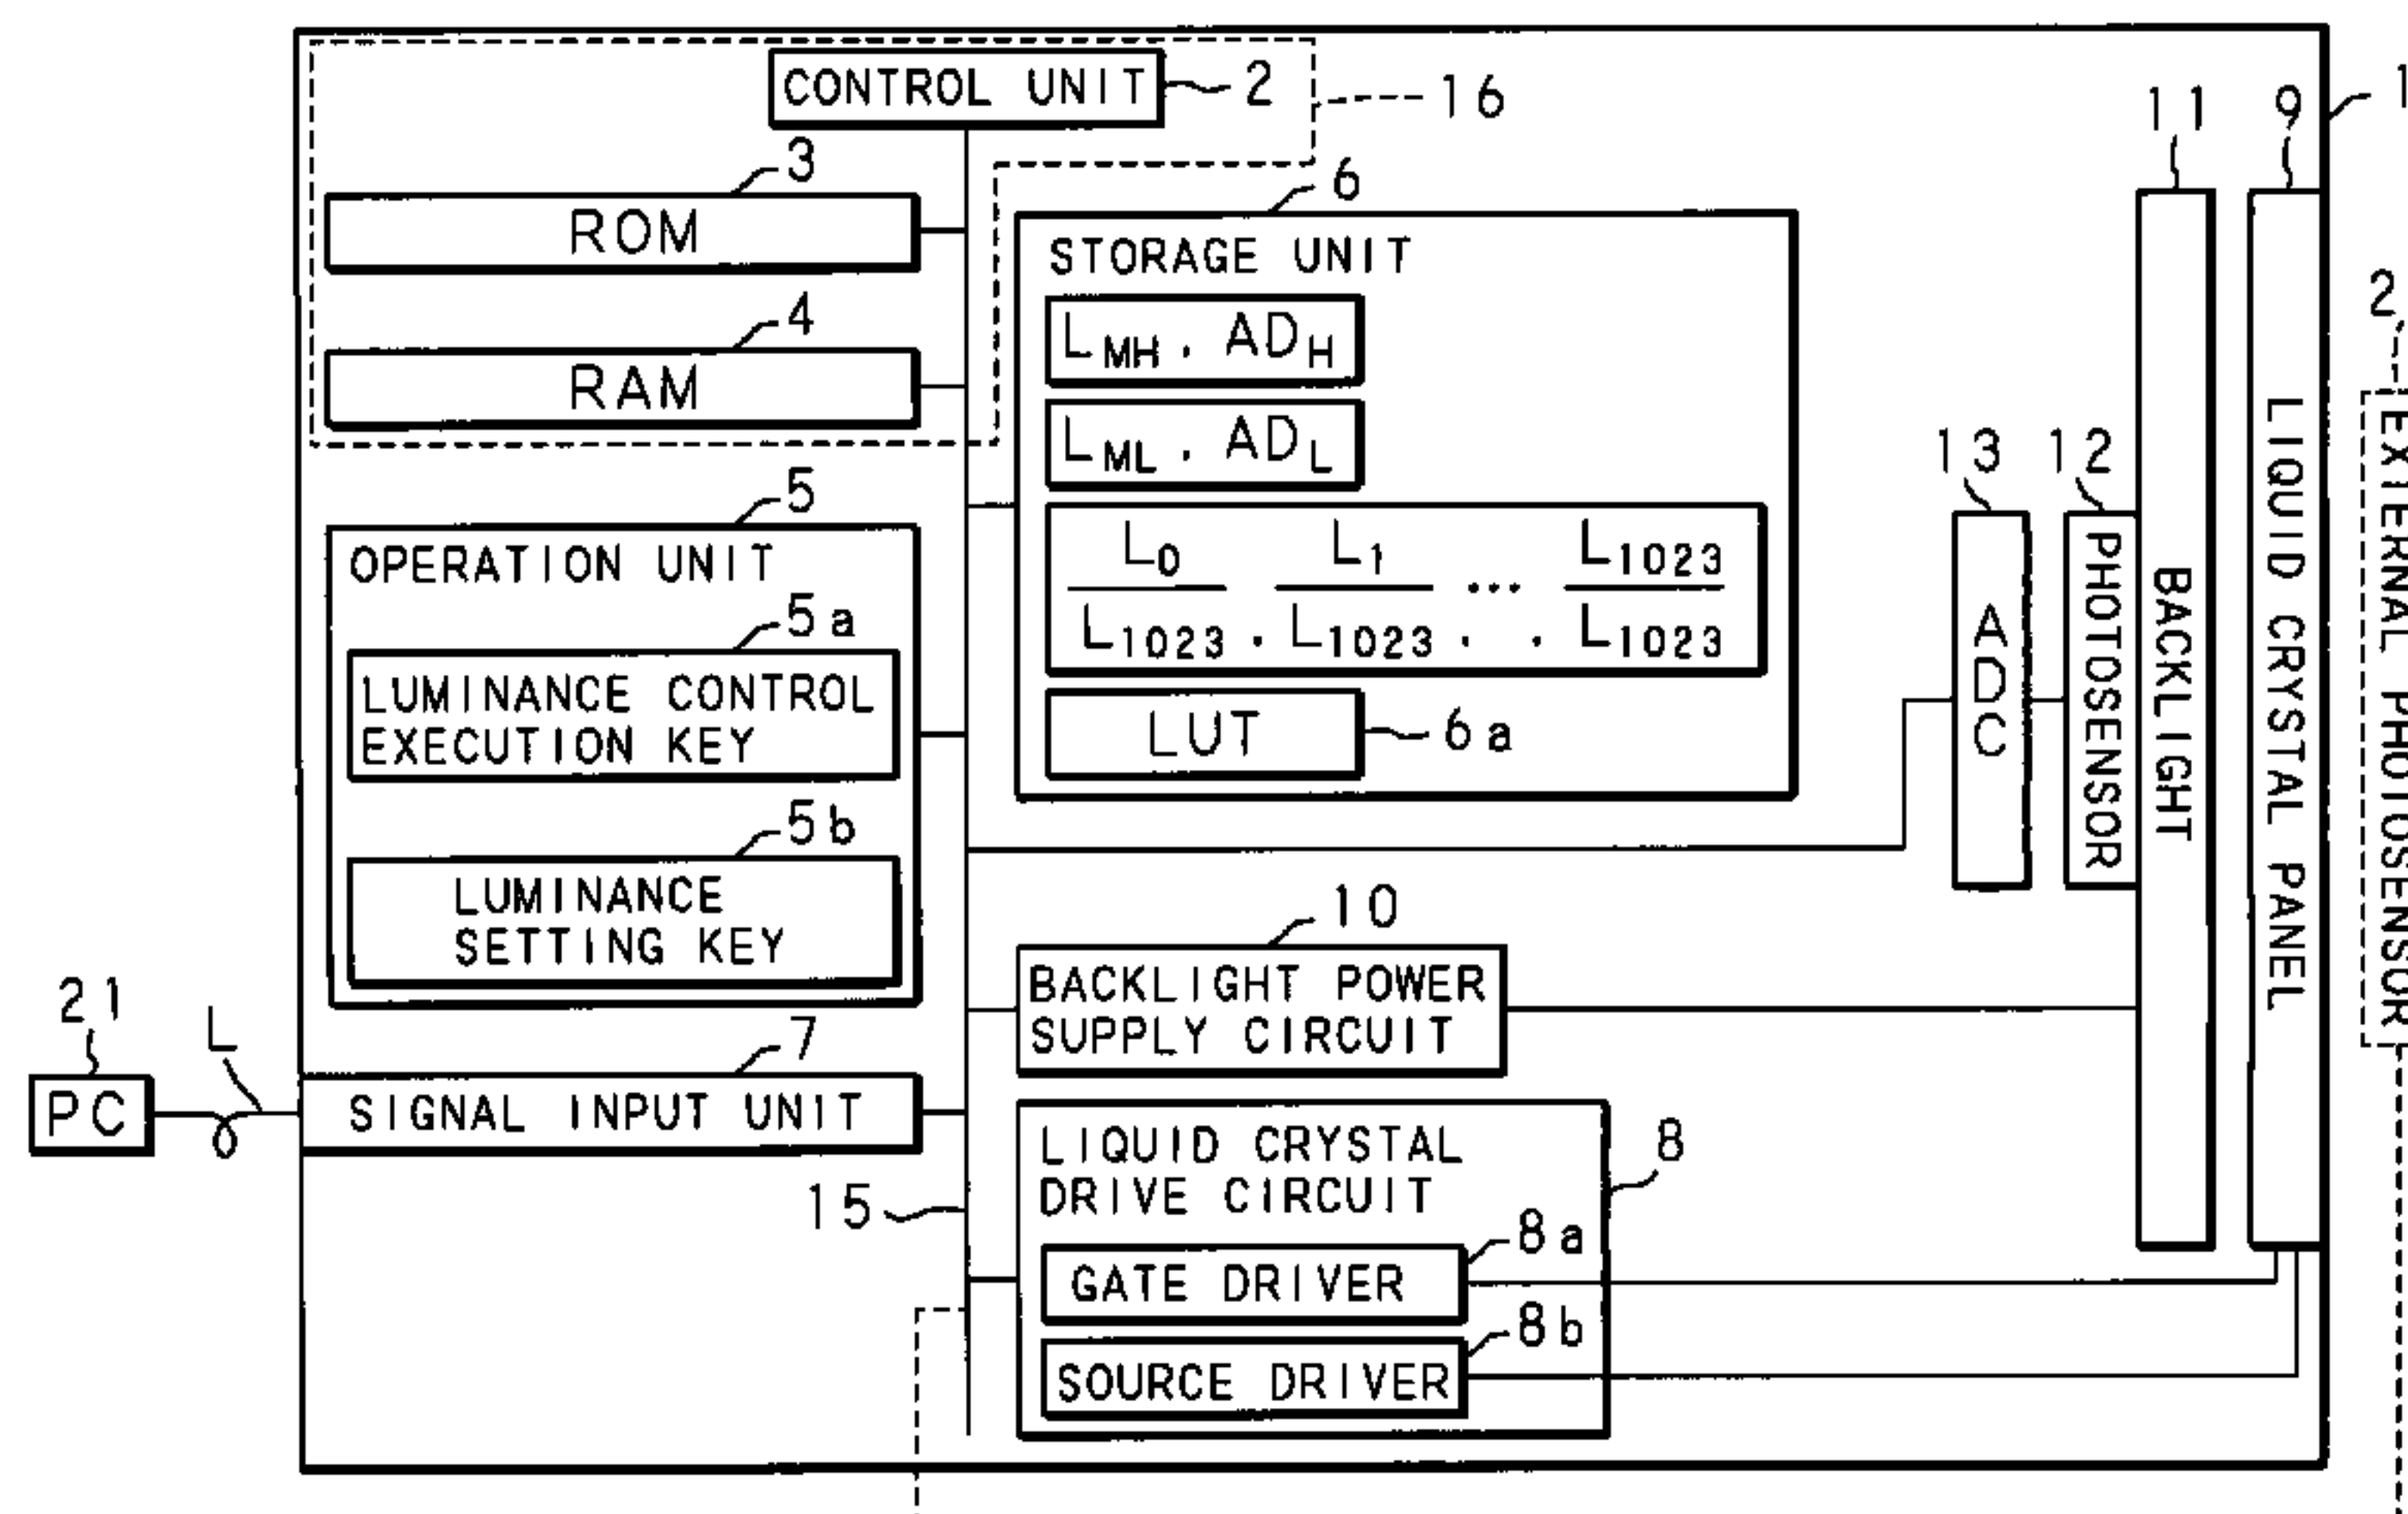 CONTROL UNIT
2
16
3
ROM
4
RAM
5
OPERATION UNIT
5a
LUMINANCE CONTROL
EXECUTION KEY
5b
LUMINANCE
SETTING KEY
21
PC
L
7
SIGNAL INPUT UNIT
15
6
STORAGE UNIT
LMH, ADH
LML, ADL
L0 L1 ... L1023
L1023 , L1023 , , L1023
LUT
6a
10
BACKLIGHT POWER
SUPPLY CIRCUIT
LIQUID CRYSTAL
DRIVE CIRCUIT
8
8a
GATE DRIVER
8b
SOURCE DRIVER
13
ADC
12
PHOTOSENSOR
11
BACKLIGHT
9
LIQUID CRYSTAL PANEL
1
EXTERNAL PHOTOSENSOR